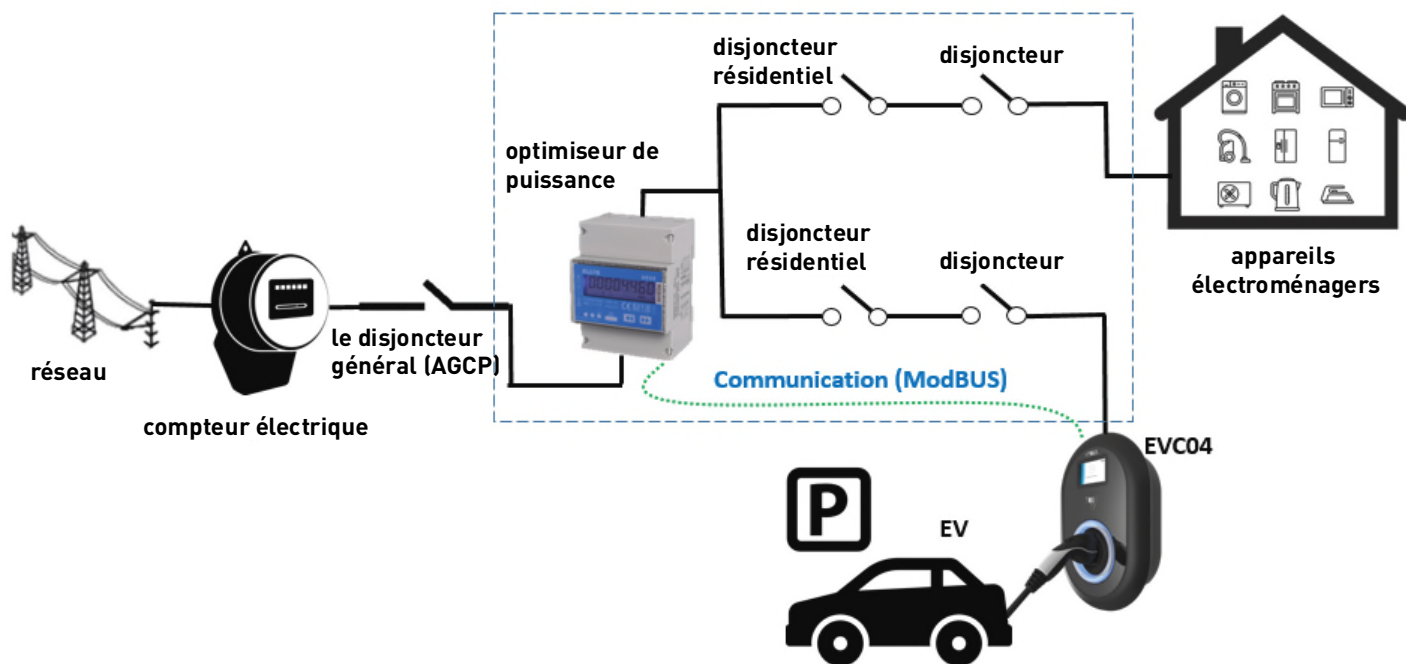 disjoncteur
résidentiel
disjoncteur
optimiseur de
puissance
disjoncteur
résidentiel
disjoncteur
appareils
électroménagers
le disjoncteur
général (AGCP)
réseau
compteur électrique
Communication (ModBUS)
EVC04
P
EV